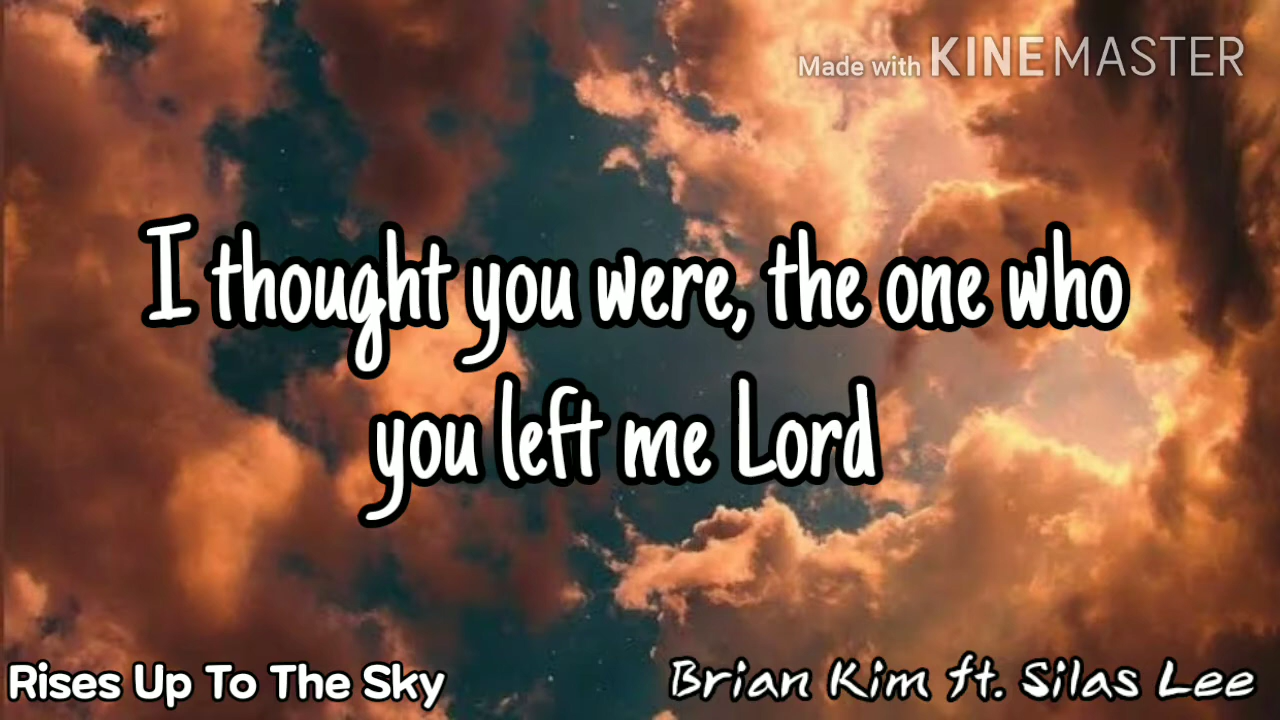 Made with KINEMASTER
I thought you were, the one who
you left me Lord
Rises Up To The Sky
Brian Kim ft. Silas Lee